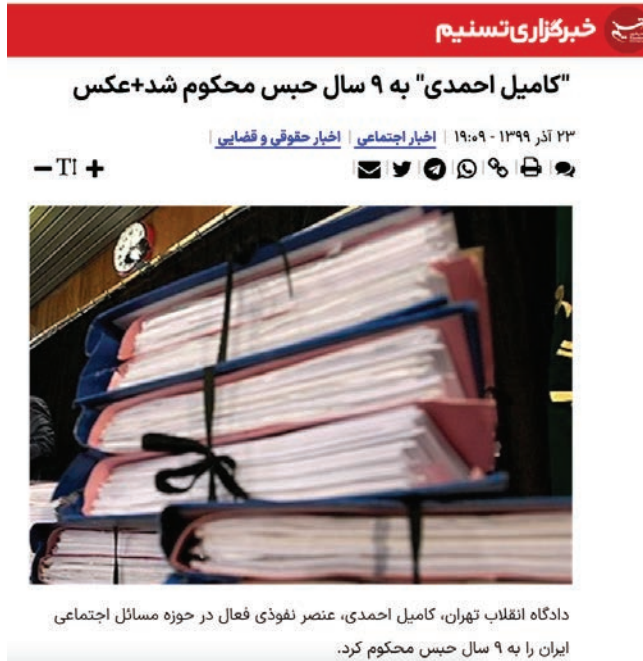 خبرگزاری تسنیم
"کامیل احمدی" به ۹ سال حبس محکوم شد+عکس
۲۳ آذر ۱۳۹۹ - ۱۹:۰۹ | اخبار اجتماعی | اخبار حقوقی و قضایی |
TI
دادگاه انقلاب تهران، کامیل احمدی، عنصر نفوذی فعال در حوزه مسائل اجتماعی
ایران را به ۹ سال حبس محکوم کرد.